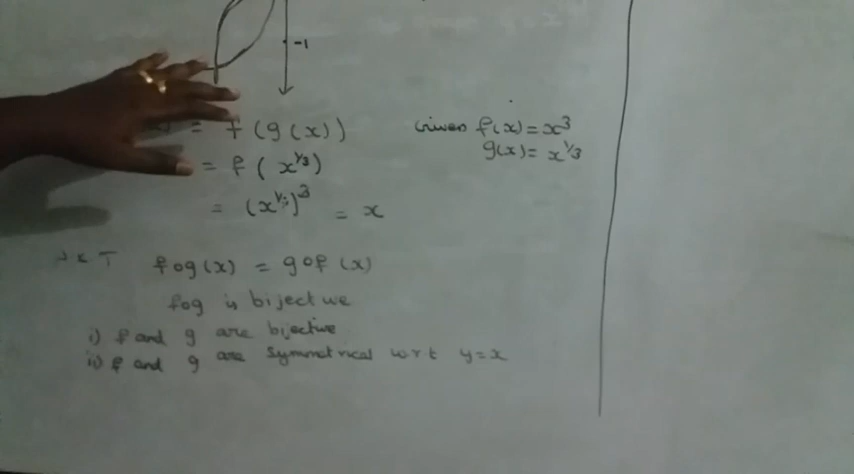 -1
= f(g(x))
Given f(x)=x³
g(x)= x^1/3
= f( x^1/3)
= (x^1/3)³ = x
W K T fog(x) = gof(x)
fog is bijective
i) f and g are bijective
ii) f and g are symmetrical w r t y=x